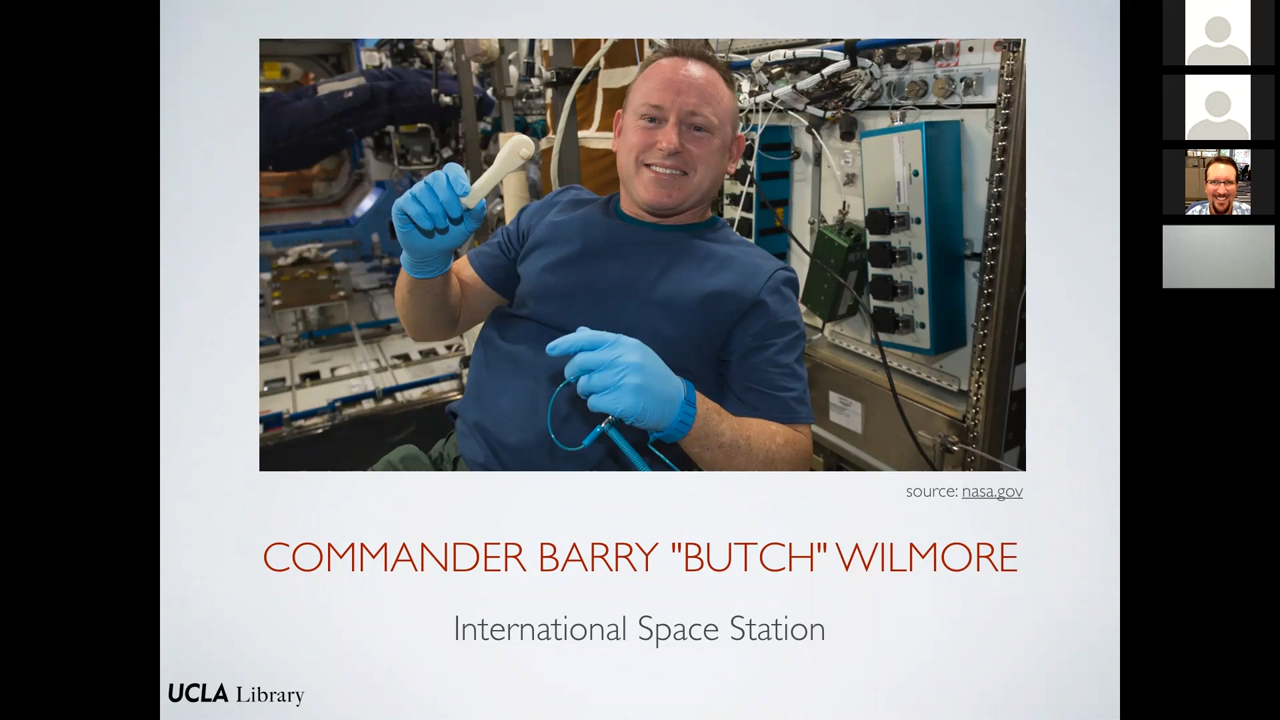 source: nasa.gov
COMMANDER BARRY "BUTCH" WILMORE
International Space Station
UCLA Library